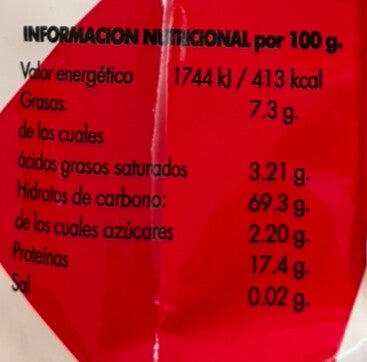 INFORMACION NUTRICIONAL por 100 g.
Valor energético 1744 kJ / 413 kcal
Grasas: 7.3 g.
de las cuales
ácidos grasos saturados 3.21 g.
Hidratos de carbono: 69.3 g.
de los cuales azúcares 2.20 g.
Proteínas 17.4 g.
Sal 0.02 g.